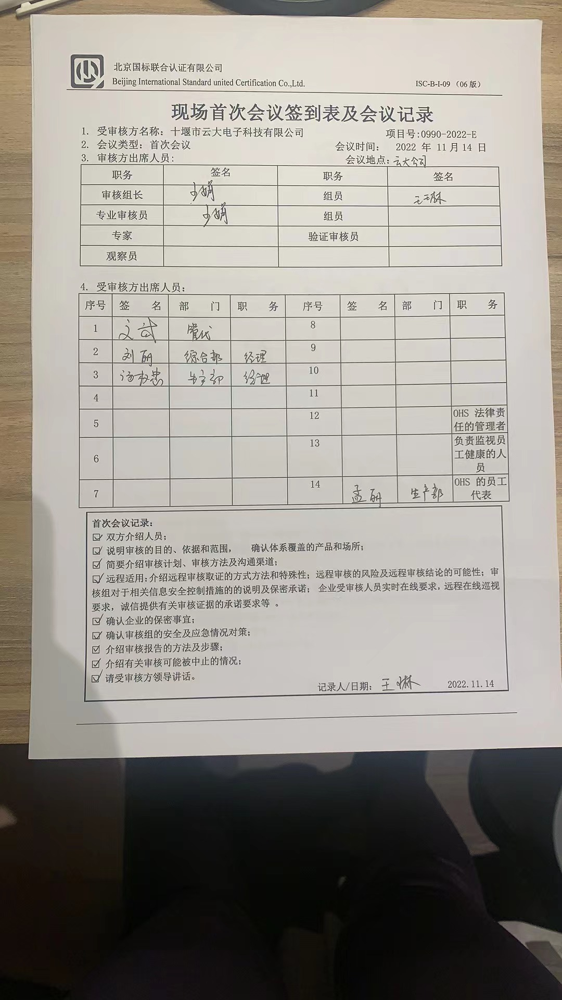 北京国标联合认证有限公司
Beijing International Standard united Certification Co.,Ltd.
ISC-B-I-09 （06 版）
现场首次会议签到表及会议记录
1. 受审核方名称：十堰市云大电子科技有限公司 项目号:0990-2022-E
2. 会议类型：首次会议 会议时间： 2022 年 11月14 日
3. 审核方出席人员: 会议地点：云大公司
职务 签名 职务 签名
审核组长 组员
专业审核员 组员
专家 验证审核员
观察员
4. 受审核方出席人员：
序号 签 名 部 门 职 务 序号 签 名 部 门 职 务
1 管代 8
2 刘丽 综合部 经理 9
3 生产部 经理 10
4 11
5 12 OHS 法律责
任的管理者
6 13 负责监视员
工健康的人
员
7 14 孟丽 生产部 OHS 的员工
代表
首次会议记录：
☑ 双方介绍人员；
☑ 说明审核的目的、依据和范围， 确认体系覆盖的产品和场所；
☑ 简要介绍审核计划、审核方法及沟通渠道；
☑ 远程适用：介绍远程审核取证的方式方法和特殊性；远程审核的风险及远程审核结论的可能性；审
核组对于相关信息安全控制措施的的说明及保密承诺； 企业受审核人员实时在线要求，远程在线巡视
要求，诚信提供有关审核证据的承诺要求等 。
☑ 确认企业的保密事宜；
☑ 确认审核组的安全及应急情况对策；
☑ 介绍审核报告的方法及步骤；
☑ 介绍有关审核可能被中止的情况；
☑ 请受审核方领导讲话。
记录人/日期： 王琳 2022.11.14